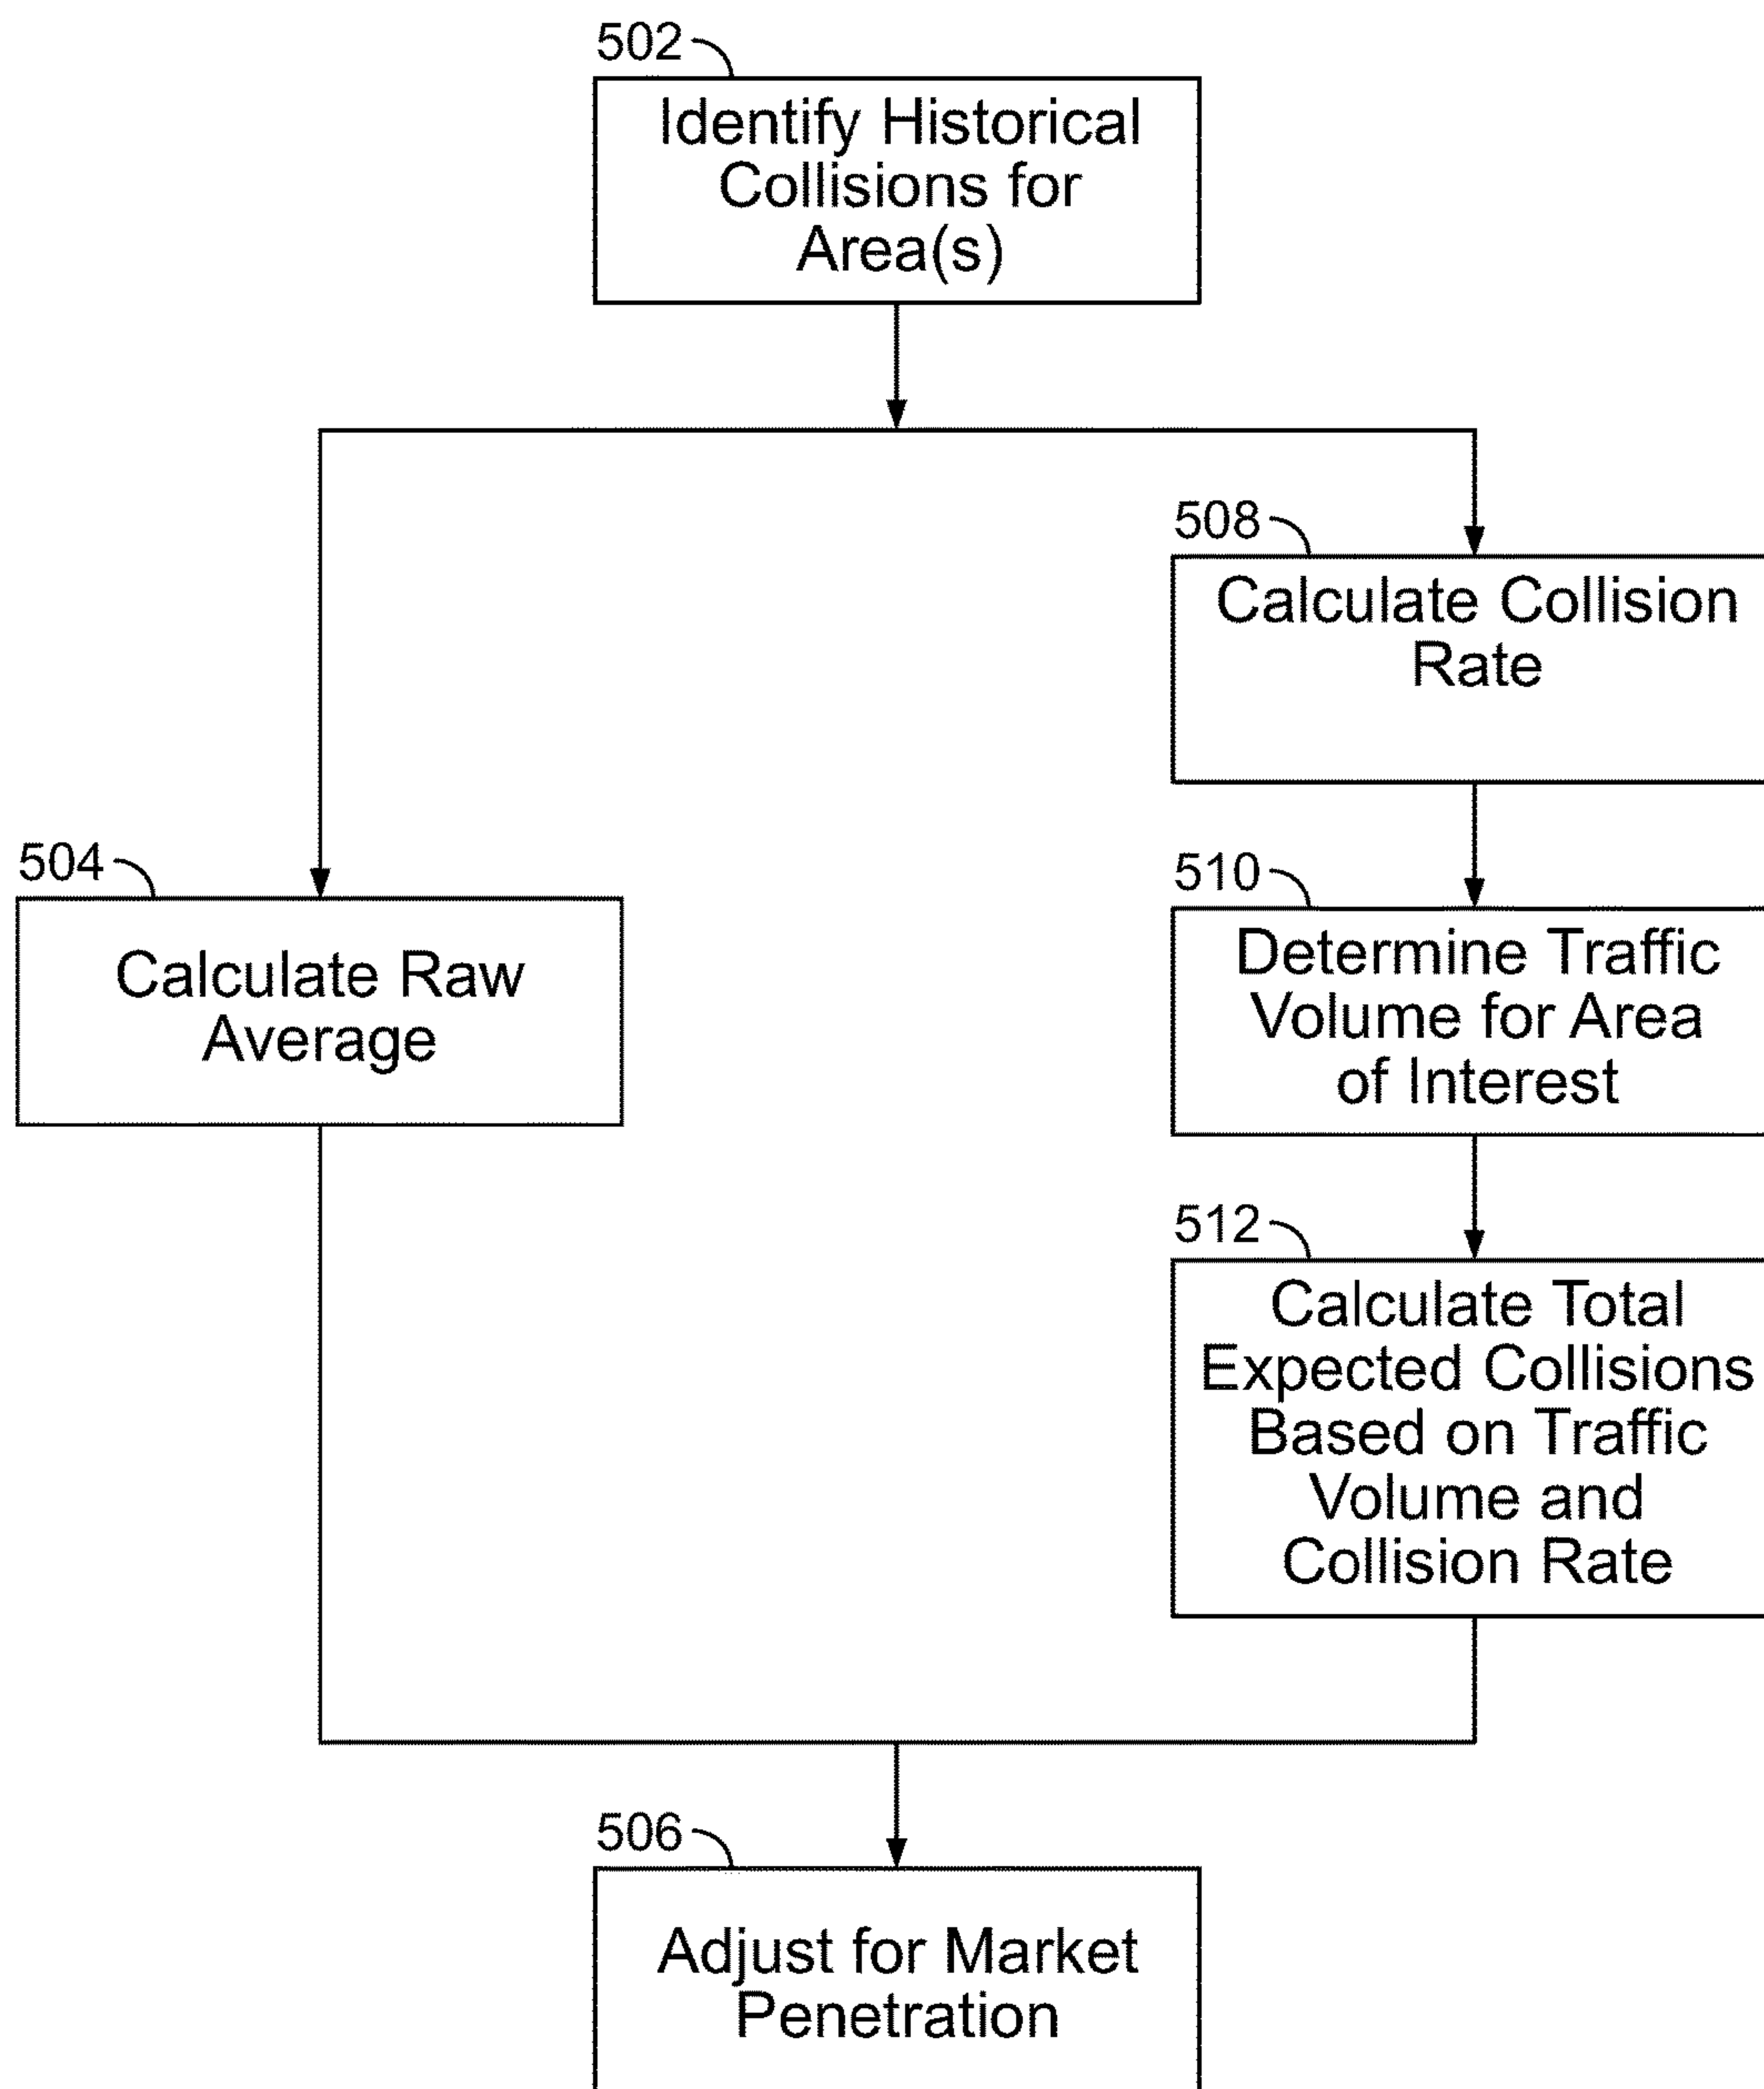 502
Identify Historical
Collisions for
Area(s)
508
Calculate Collision
Rate
504
Calculate Raw
Average
510
Determine Traffic
Volume for Area
of Interest
512
Calculate Total
Expected Collisions
Based on Traffic
Volume and
Collision Rate
506
Adjust for Market
Penetration